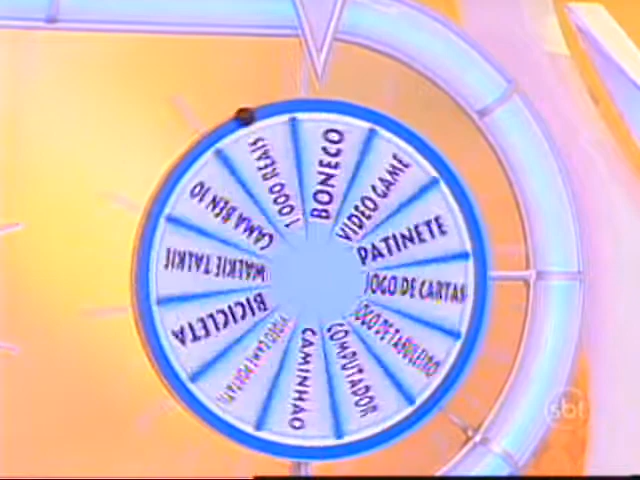 BONECO
VIDEO GAME
PATINETE
JOGO DE CARTAS
JOGO DE TABULEIRO
COMPUTADOR
CAMINHÃO
BICICLETA
WALKIE TALKIE
CAMA BEN 10
1.000 REAIS
sbt